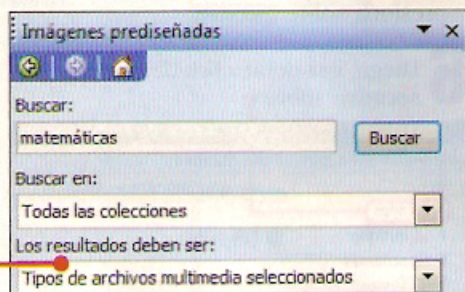 Imágenes prediseñadas
Buscar:
matemáticas Buscar
Buscar en:
Todas las colecciones
Los resultados deben ser:
Tipos de archivos multimedia seleccionados